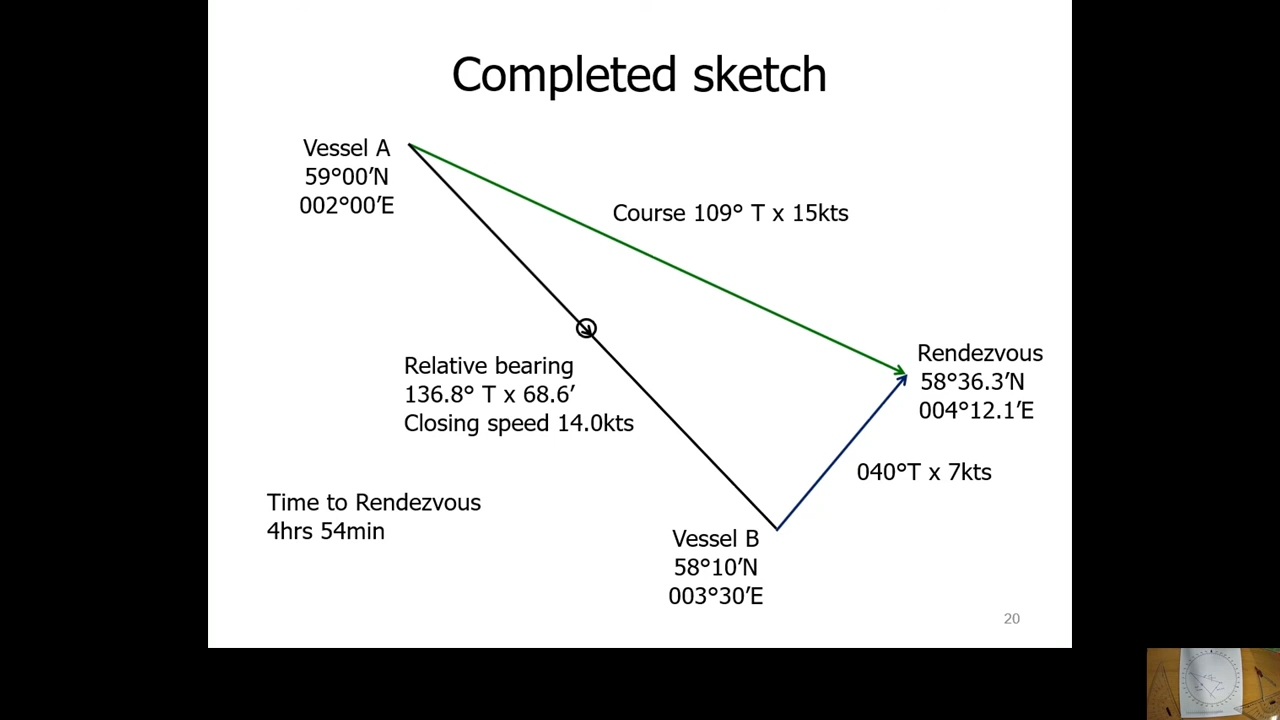 Completed sketch
Vessel A
59°00’N
002°00’E
Course 109° T x 15kts
Relative bearing
136.8° T x 68.6’
Closing speed 14.0kts
Rendezvous
58°36.3’N
004°12.1’E
040°T x 7kts
Time to Rendezvous
4hrs 54min
Vessel B
58°10’N
003°30’E
20